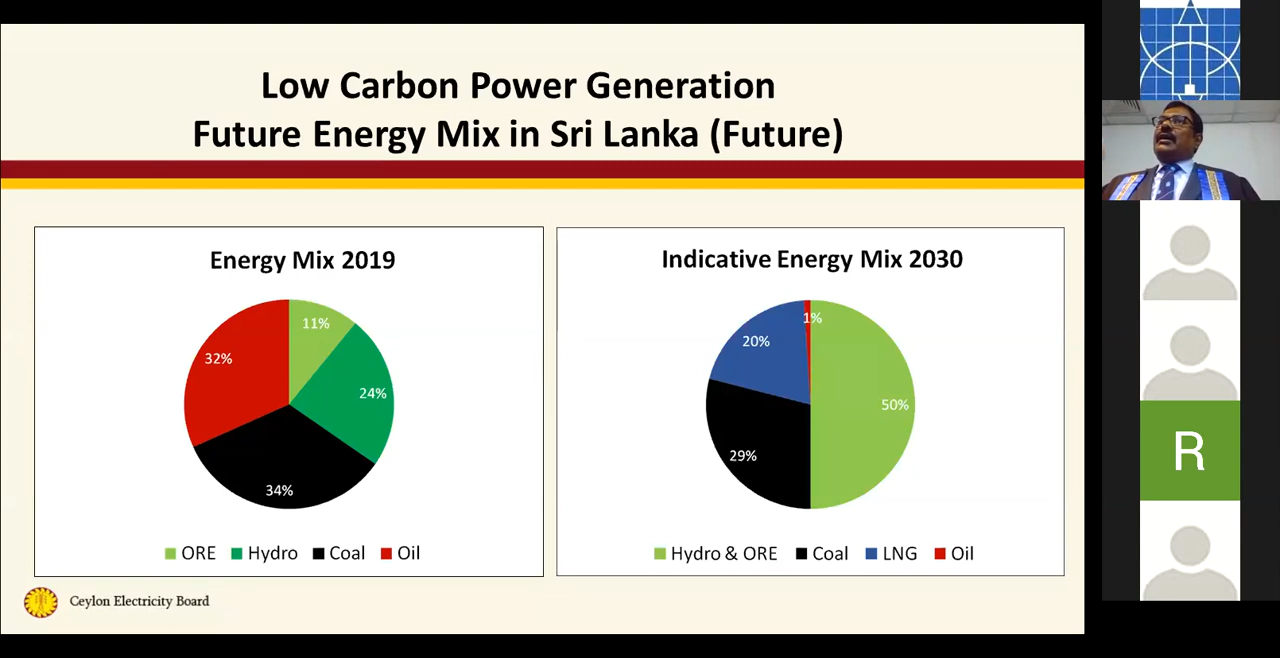 Low Carbon Power Generation
Future Energy Mix in Sri Lanka (Future)
Energy Mix 2019
11%
32%
24%
34%
ORE Hydro Coal Oil
Indicative Energy Mix 2030
1%
20%
50%
29%
Hydro & ORE Coal LNG Oil
Ceylon Electricity Board
R